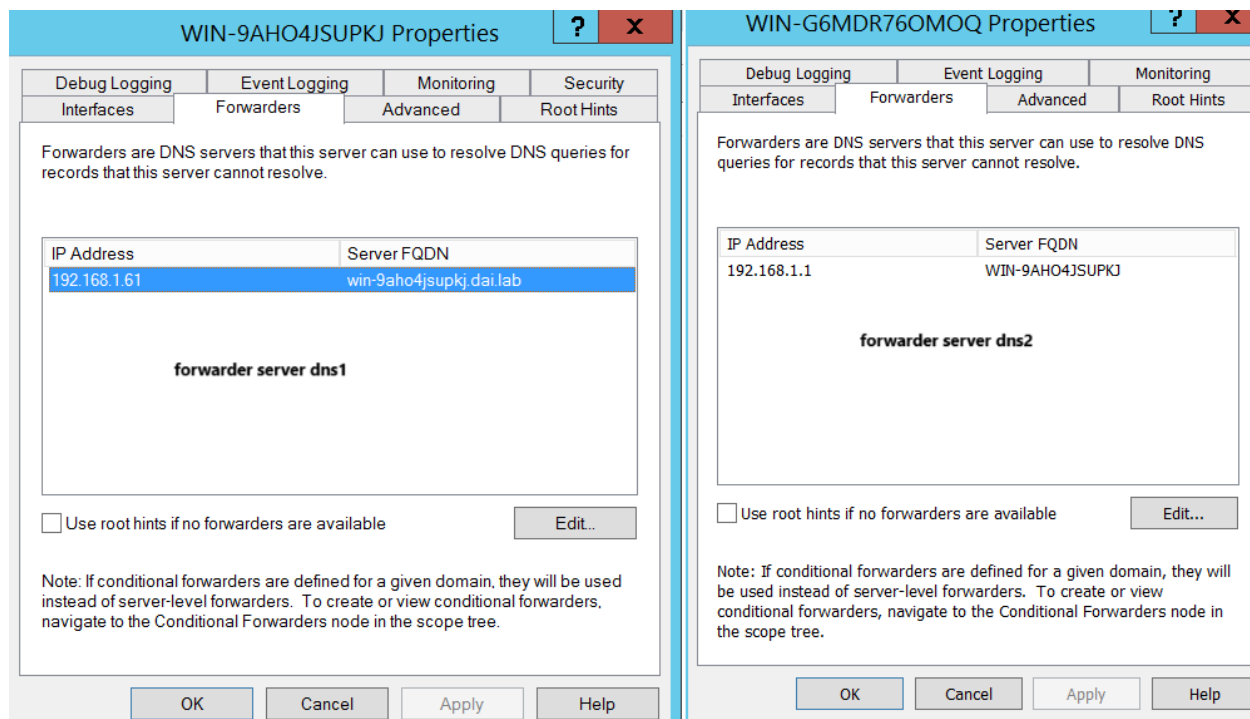 WIN-9AHO4JSUPKJ Properties
? X
Debug Logging Event Logging Monitoring Security
Interfaces Forwarders Advanced Root Hints
Forwarders are DNS servers that this server can use to resolve DNS queries for
records that this server cannot resolve.
IP Address Server FQDN
192.168.1.61 win-9aho4jsupkj.dai.lab
forwarder server dns1
Use root hints if no forwarders are available
Edit...
Note: If conditional forwarders are defined for a given domain, they will be used
instead of server-level forwarders. To create or view conditional forwarders,
navigate to the Conditional Forwarders node in the scope tree.
OK Cancel Apply Help
WIN-G6MDR76OMOQ Properties
? X
Debug Logging Event Logging Monitoring
Interfaces Forwarders Advanced Root Hints
Forwarders are DNS servers that this server can use to resolve DNS
queries for records that this server cannot resolve.
IP Address Server FQDN
192.168.1.1 WIN-9AHO4JSUPKJ
forwarder server dns2
Use root hints if no forwarders are available
Edit...
Note: If conditional forwarders are defined for a given domain, they will
be used instead of server-level forwarders. To create or view
conditional forwarders, navigate to the Conditional Forwarders node in
the scope tree.
OK Cancel Apply Help